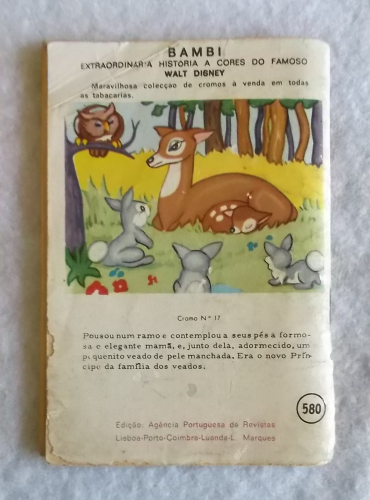 BAMBI
EXTRAORDINÁRIA HISTORIA A CORES DO FAMOSO
WALT DISNEY
Maravilhosa colecção de cromos à venda em todas
as tabacarias.
Cromo Nº 17
Pousou num ramo e contemplou a seus pés a formo-
sa e elegante mamã, e, junto dela, adormecido, um
piquenito veado de pele manchada. Era o novo Prín-
cipe da família dos veados.
580
Edição: Agência Portuguesa de Revistas
Lisboa-Porto-Coimbra-Luanda-L. Marques